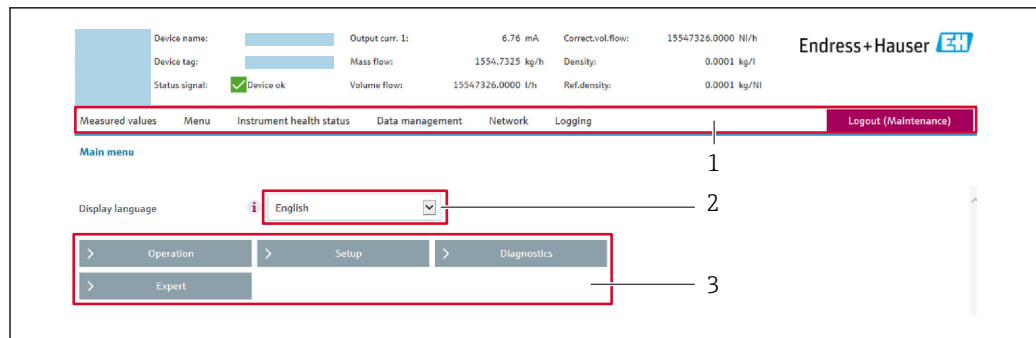 Device name: Output curr. 1: 6.76 mA Correct.vol.flow: 15547326.0000 Nl/h Endress+Hauser EH
Device tag: Mass flow: 1554.7325 kg/h Density: 0.0001 kg/l
Status signal: Device ok Volume flow: 15547326.0000 l/h Ref.density: 0.0001 kg/Nl
Measured values Menu Instrument health status Data management Network Logging Logout (Maintenance)
1
Main menu
Display language i English 2
> Operation > Setup > Diagnostics
> Expert 3